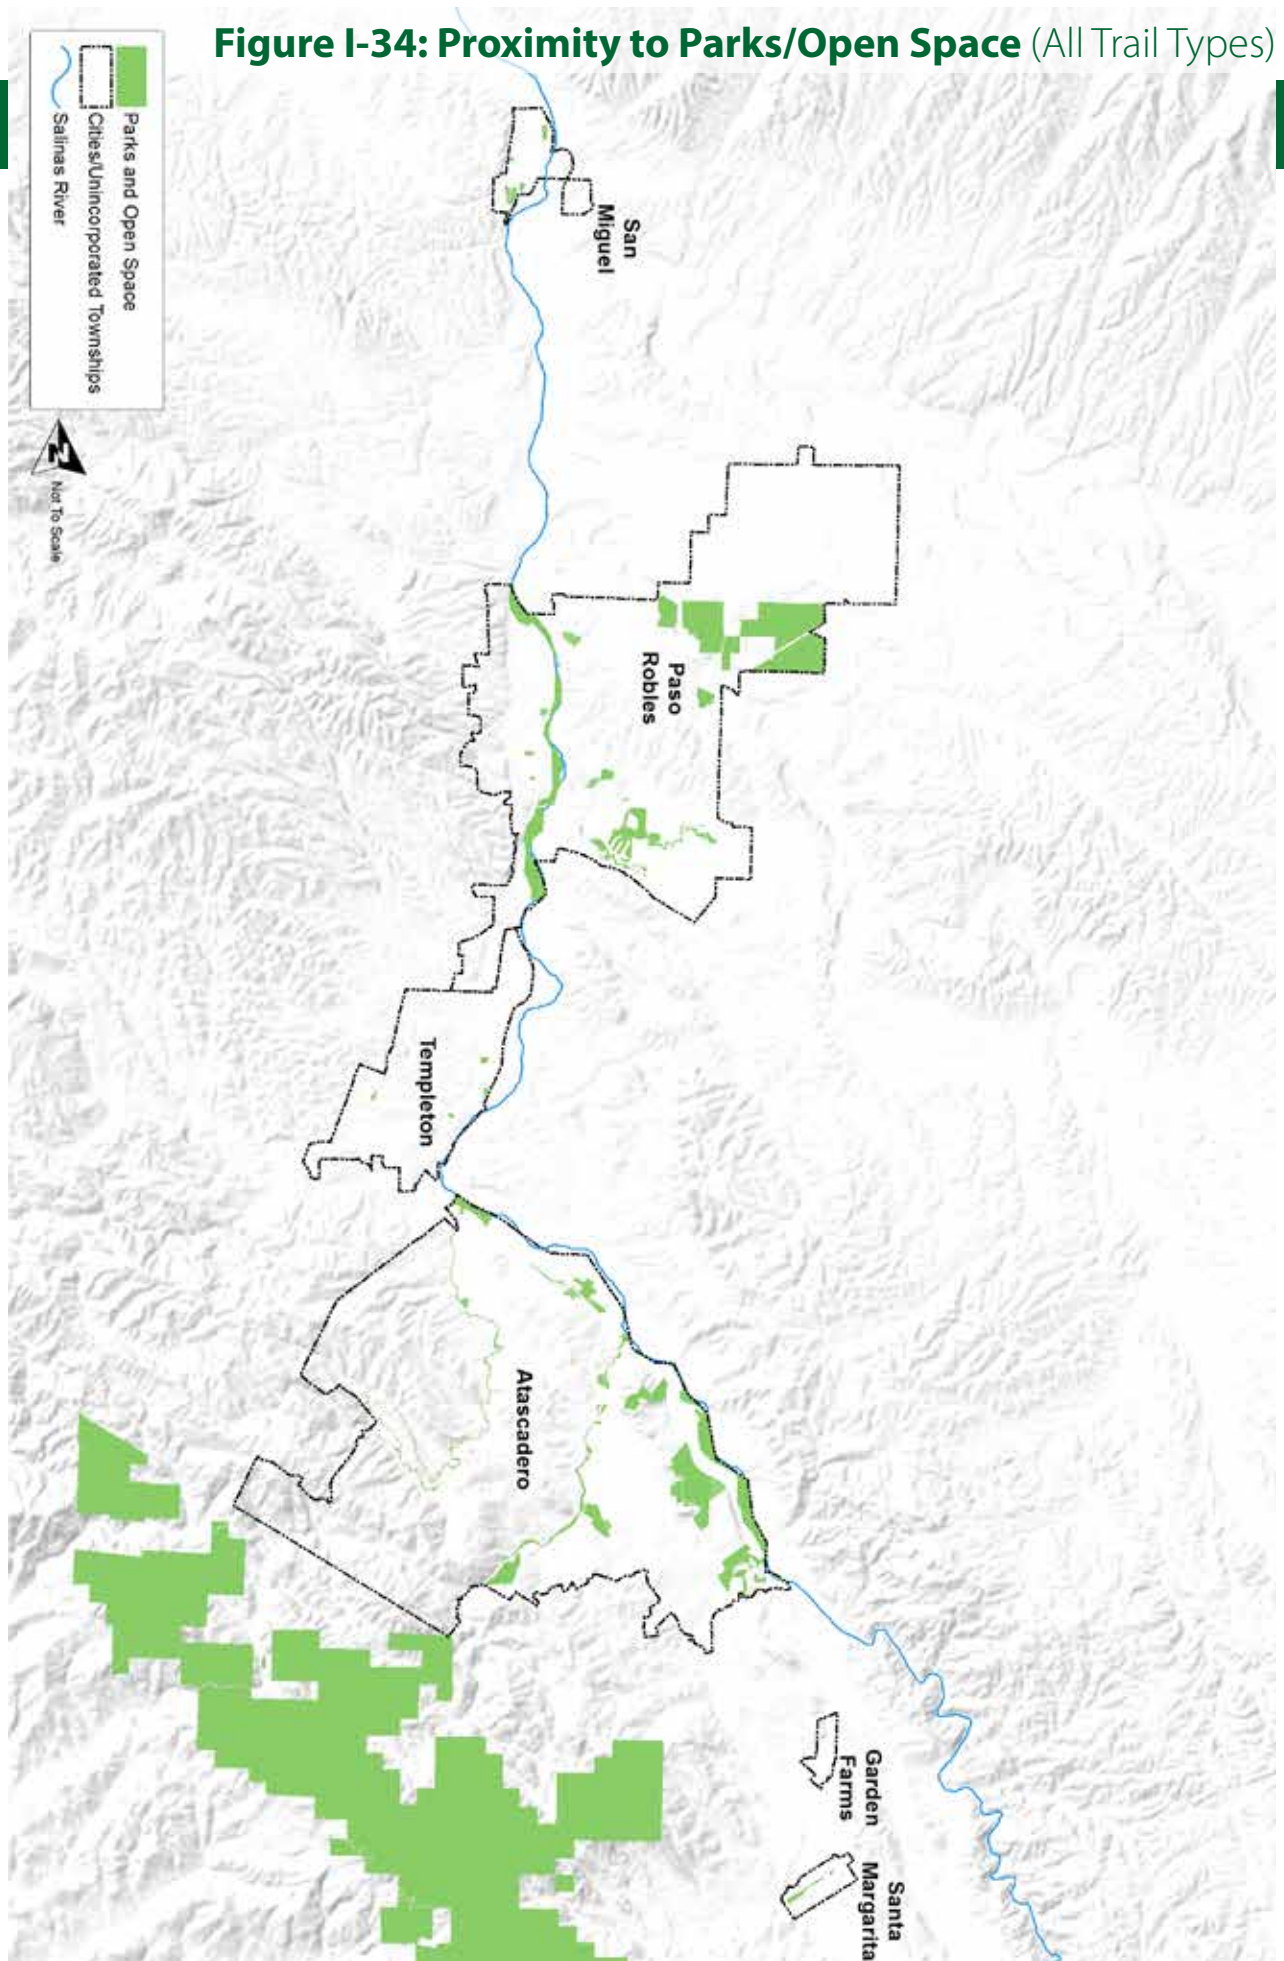 Figure I-34: Proximity to Parks/Open Space (All Trail Types)
Parks and Open Space
Cities/Unincorporated Townships
Salinas River
N
Not To Scale
San
Miguel
Paso
Robles
Templeton
Atascadero
Garden
Farms
Santa
Margarita